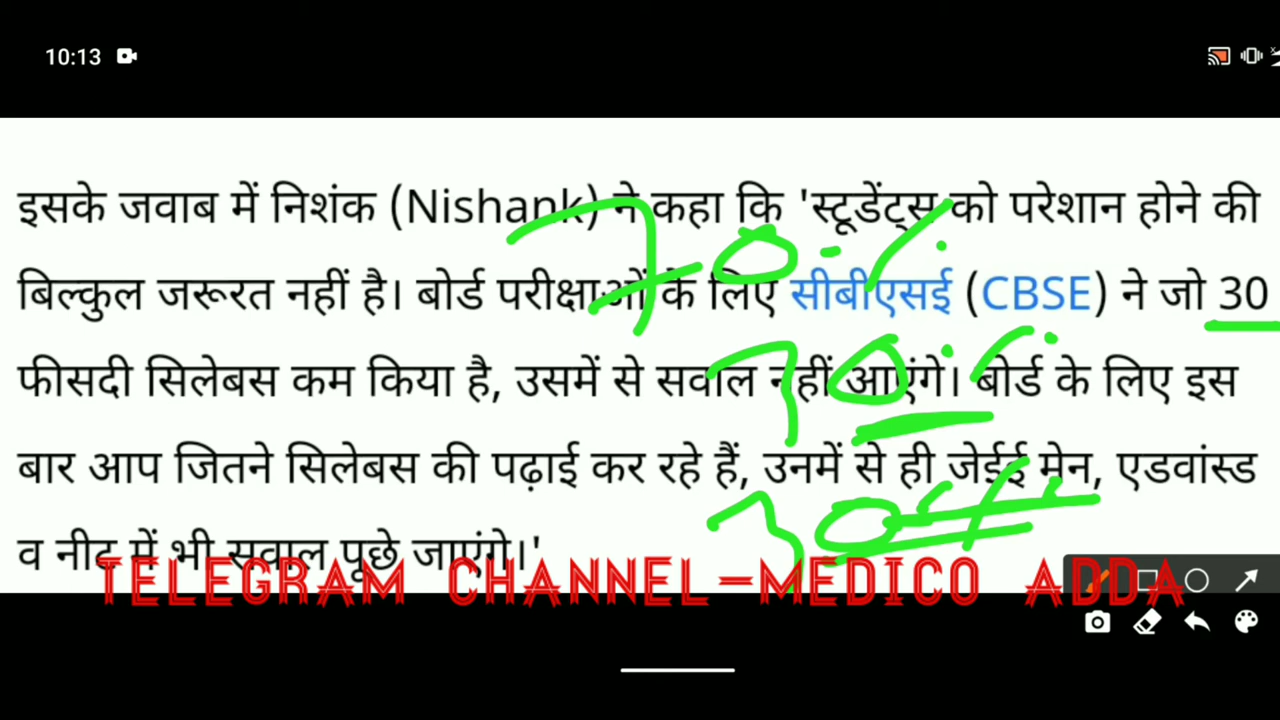 10:13
इसके जवाब में निशंक (Nishank) ने कहा कि 'स्टूडेंट्स को परेशान होने की
बिल्कुल जरूरत नहीं है। बोर्ड परीक्षाओं के लिए सीबीएसई (CBSE) ने जो 30
फीसदी सिलेबस कम किया है, उसमें से सवाल नहीं आएंगे। बोर्ड के लिए इस
बार आप जितने सिलेबस की पढ़ाई कर रहे हैं, उनमें से ही जेईई मेन, एडवांस्ड
व नीट में भी सवाल पूछे जाएंगे।'
70%
70%
30%
TELEGRAM CHANNEL-MEDICO ADDA